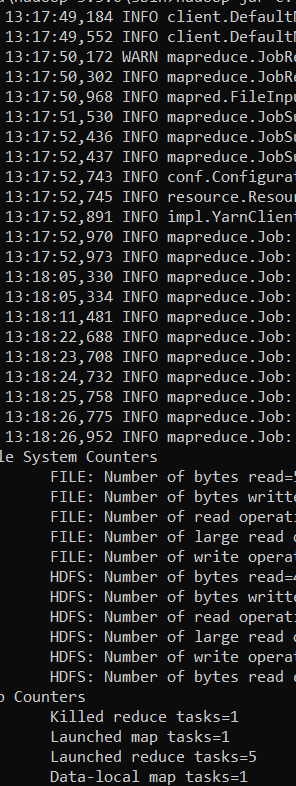 13:17:49,184 INFO client.Default
13:17:49,552 INFO client.Default
13:17:50,172 WARN mapreduce.JobRe
13:17:50,302 INFO mapreduce.JobRe
13:17:50,968 INFO mapred.FileInpu
13:17:51,530 INFO mapreduce.JobSu
13:17:52,436 INFO mapreduce.JobSu
13:17:52,437 INFO mapreduce.JobSu
13:17:52,743 INFO conf.Configurat
13:17:52,745 INFO resource.Resour
13:17:52,891 INFO impl.YarnClient
13:17:52,970 INFO mapreduce.Job:
13:17:52,973 INFO mapreduce.Job:
13:18:05,330 INFO mapreduce.Job:
13:18:05,334 INFO mapreduce.Job:
13:18:11,481 INFO mapreduce.Job:
13:18:22,688 INFO mapreduce.Job:
13:18:23,708 INFO mapreduce.Job:
13:18:24,732 INFO mapreduce.Job:
13:18:25,758 INFO mapreduce.Job:
13:18:26,775 INFO mapreduce.Job:
13:18:26,952 INFO mapreduce.Job:
le System Counters
FILE: Number of bytes read=5
FILE: Number of bytes writte
FILE: Number of read operati
FILE: Number of large read o
FILE: Number of write operat
HDFS: Number of bytes read=4
HDFS: Number of bytes writte
HDFS: Number of read operati
HDFS: Number of large read o
HDFS: Number of write operat
HDFS: Number of bytes read e
Counters
Killed reduce tasks=1
Launched map tasks=1
Launched reduce tasks=5
Data-local map tasks=1